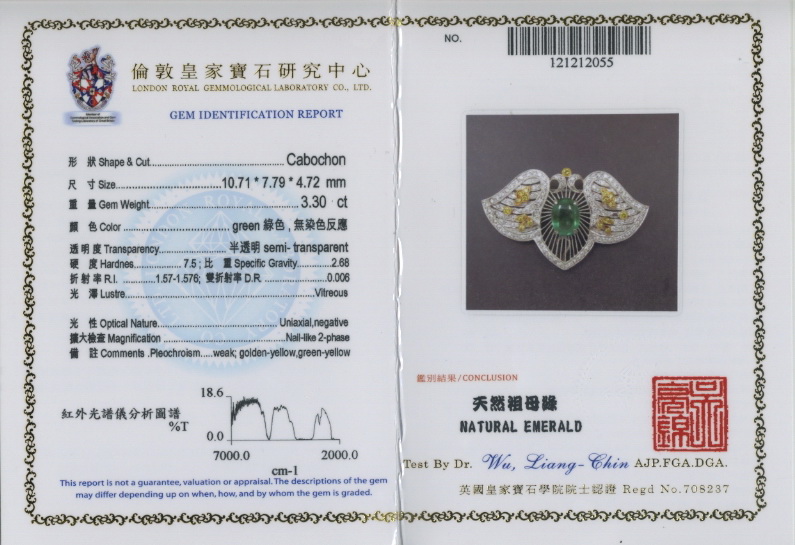 倫敦皇家寶石研究中心
LONDON ROYAL GEMMOLOGICAL LABORATORY CO., LTD.
GEM IDENTIFICATION REPORT
形 狀 Shape & Cut Cabochon
尺 寸 Size 10.71 * 7.79 * 4.72 mm
重 量 Gem Weight 3.30 ct
顏 色 Color green 綠色 , 無染色反應
透明度 Transparency 半透明 semi- transparent
硬 度 Hardnes 7.5 ; 比 重 Specific Gravity 2.68
折射率 R.I. 1.57-1.576; 雙折射率 D.R. 0.006
光 澤 Lustre Vitreous
光 性 Optical Nature Uniaxial,negative
擴大檢查 Magnification Nail-like 2-phase
備 註 Comments .Pleochroism.....weak; golden-yellow,green-yellow
紅外光譜儀分析圖譜
%T
18.6
0.0
7000.0 2000.0
cm-1
This report is not a guarantee, valuation or appraisal. The descriptions of the gem
may differ depending up on when, how, and by whom the gem is graded.
NO.
121212055
鑑別結果/CONCLUSION
天然祖母綠
NATURAL EMERALD
Test By Dr. Wu, Liang-Chin AJP.FGA.DGA.
英國皇家寶石學院院士認證 Regd No.708237